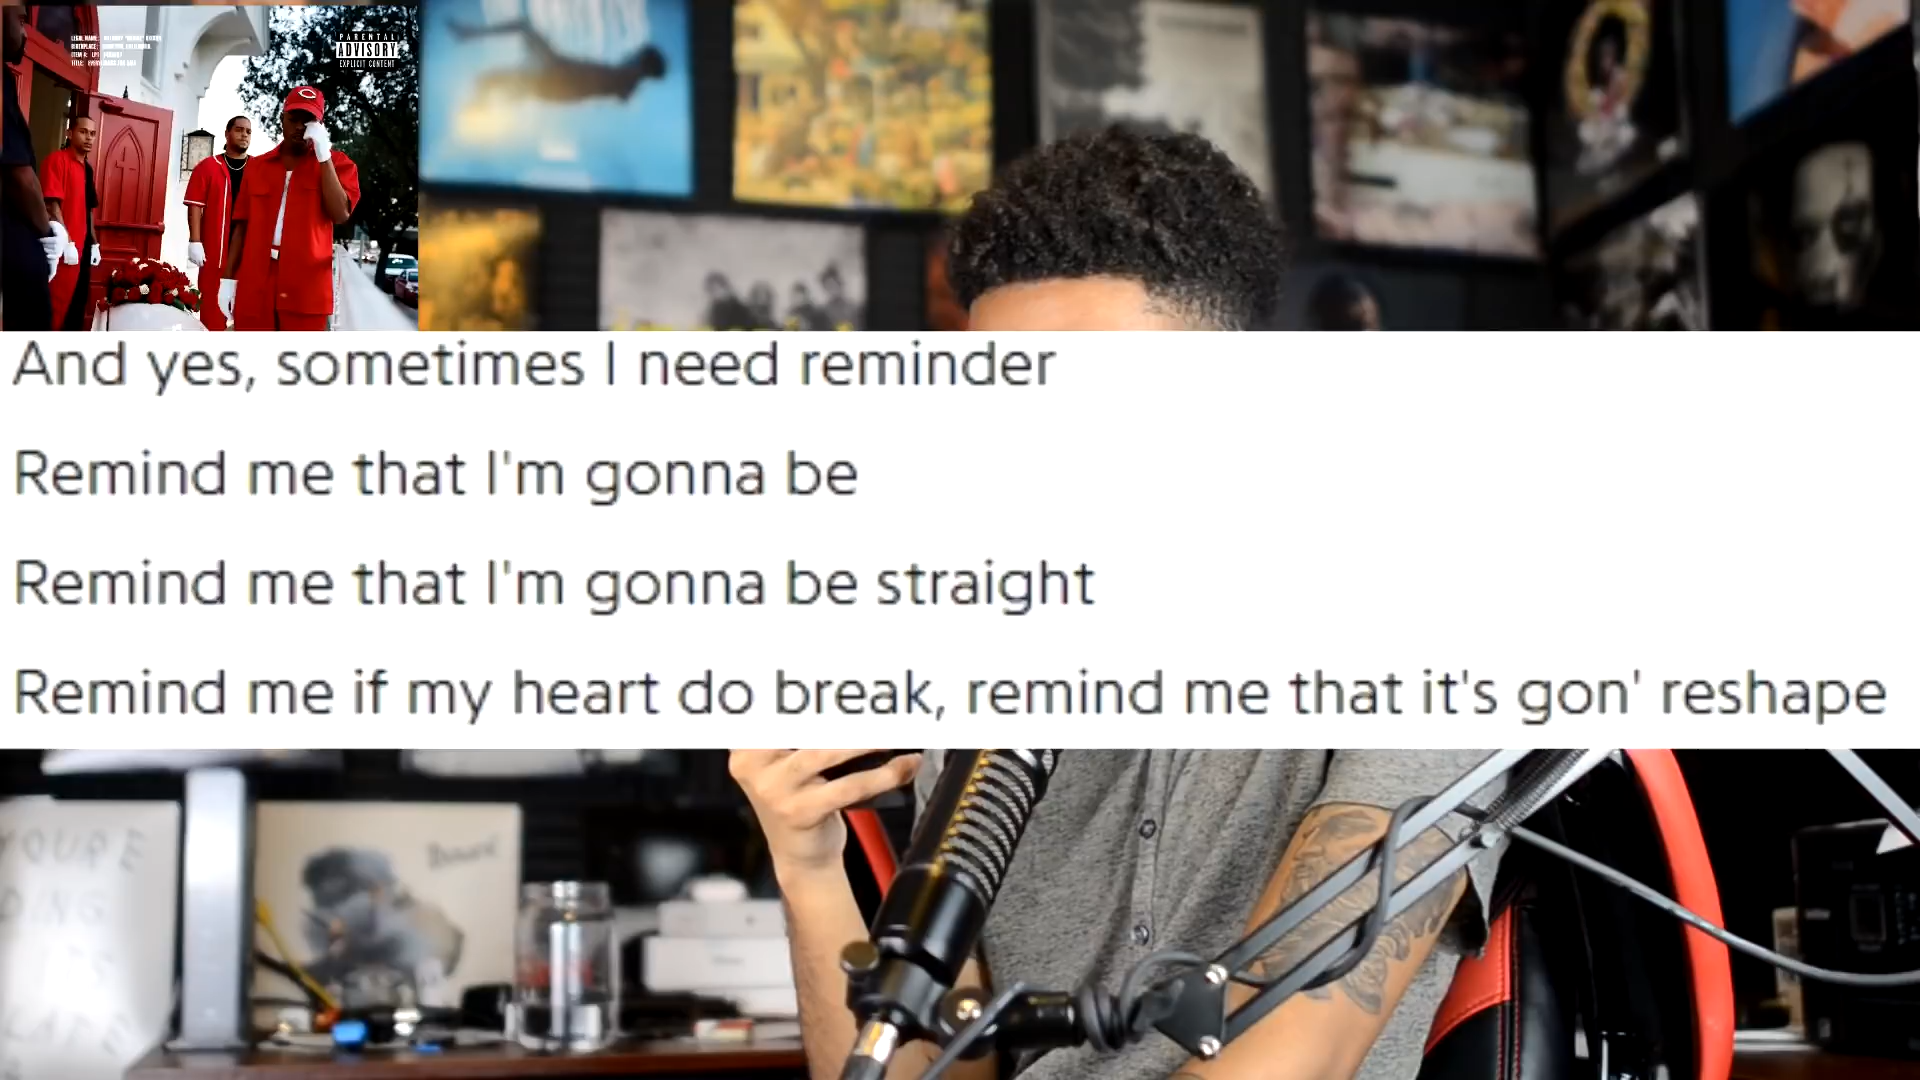 PARENTAL
ADVISORY
EXPLICIT CONTENT
And yes, sometimes I need reminder
Remind me that I'm gonna be
Remind me that I'm gonna be straight
Remind me if my heart do break, remind me that it's gon' reshape